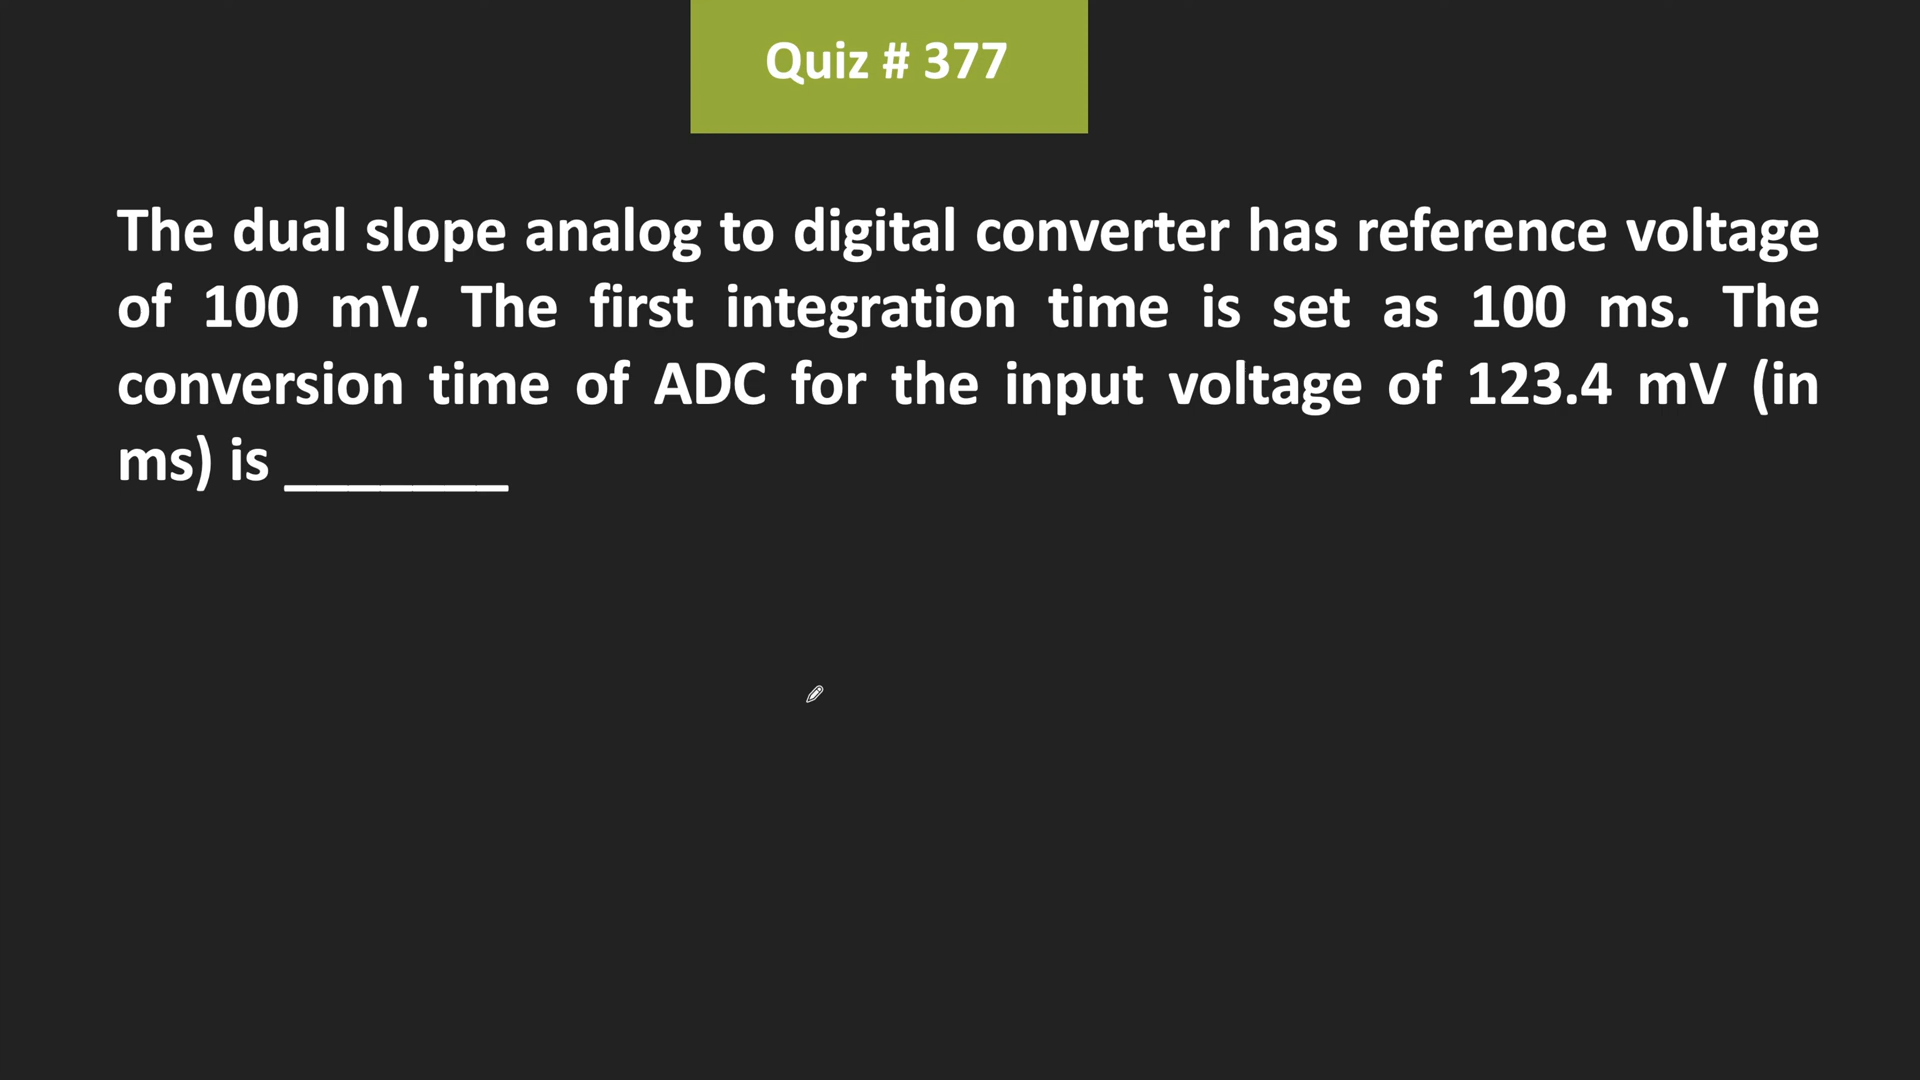 Quiz # 377
The dual slope analog to digital converter has reference voltage
of 100 mV. The first integration time is set as 100 ms. The
conversion time of ADC for the input voltage of 123.4 mV (in
ms) is _______